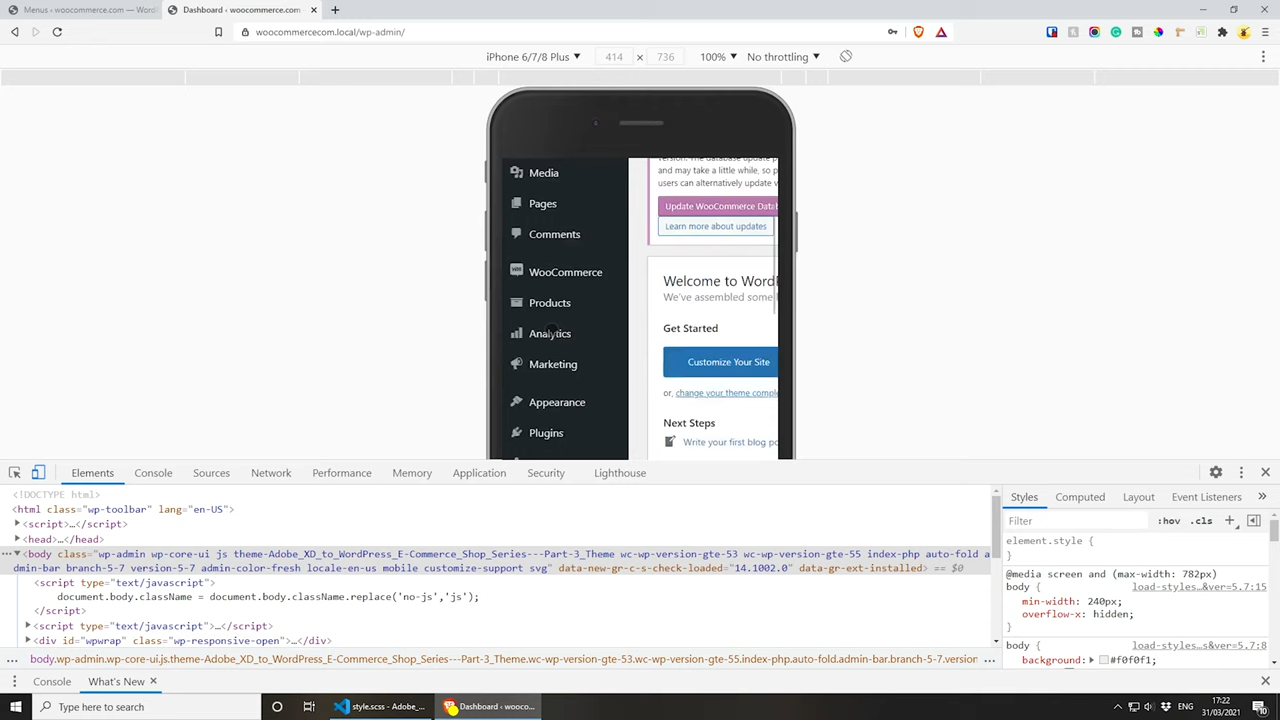 Menus ‹ woocommerce.com — WordP
Dashboard ‹ woocommerce.com
woocommercecom.local/wp-admin/
iPhone 6/7/8 Plus 414 × 736 100% No throttling
Media
Pages
Comments
WooCommerce
Products
Analytics
Marketing
Appearance
Plugins
version. The database update p
and may take a little while, so p
users can alternatively update v
Update WooCommerce Datab
Learn more about updates
Welcome to WordP
We've assembled some l
Get Started
Customize Your Site
or, change your theme comple
Next Steps
Write your first blog po
Elements Console Sources Network Performance Memory Application Security Lighthouse
<!DOCTYPE html>
<html class="wp-toolbar" lang="en-US">
<script>…</script>
<head>…</head>
<body class="wp-admin wp-core-ui js theme-Adobe_XD_to_WordPress_E-Commerce_Shop_Series---Part-3_Theme wc-wp-version-gte-53 wc-wp-version-gte-55 index-php auto-fold a
dmin-bar branch-5-7 version-5-7 admin-color-fresh locale-en-us mobile customize-support svg" data-new-gr-c-s-check-loaded="14.1002.0" data-gr-ext-installed> == $0
<script type="text/javascript">
document.body.className = document.body.className.replace('no-js','js');
</script>
<script type="text/javascript">…</script>
<div id="wpwrap" class="wp-responsive-open">…</div>
… body.wp-admin.wp-core-ui.js.theme-Adobe_XD_to_WordPress_E-Commerce_Shop_Series---Part-3_Theme.wc-wp-version-gte-53.wc-wp-version-gte-55.index-php.auto-fold.admin-bar.branch-5-7.version …
Styles Computed Layout Event Listeners »
Filter :hov .cls +
element.style {
}
@media screen and (max-width: 782px)
body { load-styles…&ver=5.7:15
min-width: 240px;
overflow-x: hidden;
}
body { load-styles…s&ver=5.7:8
background: #f0f0f1;
Console What's New
Type here to search
style.scss - Adobe_...
Dashboard ‹ wooco...
ENG
17:22
31/03/2021
10